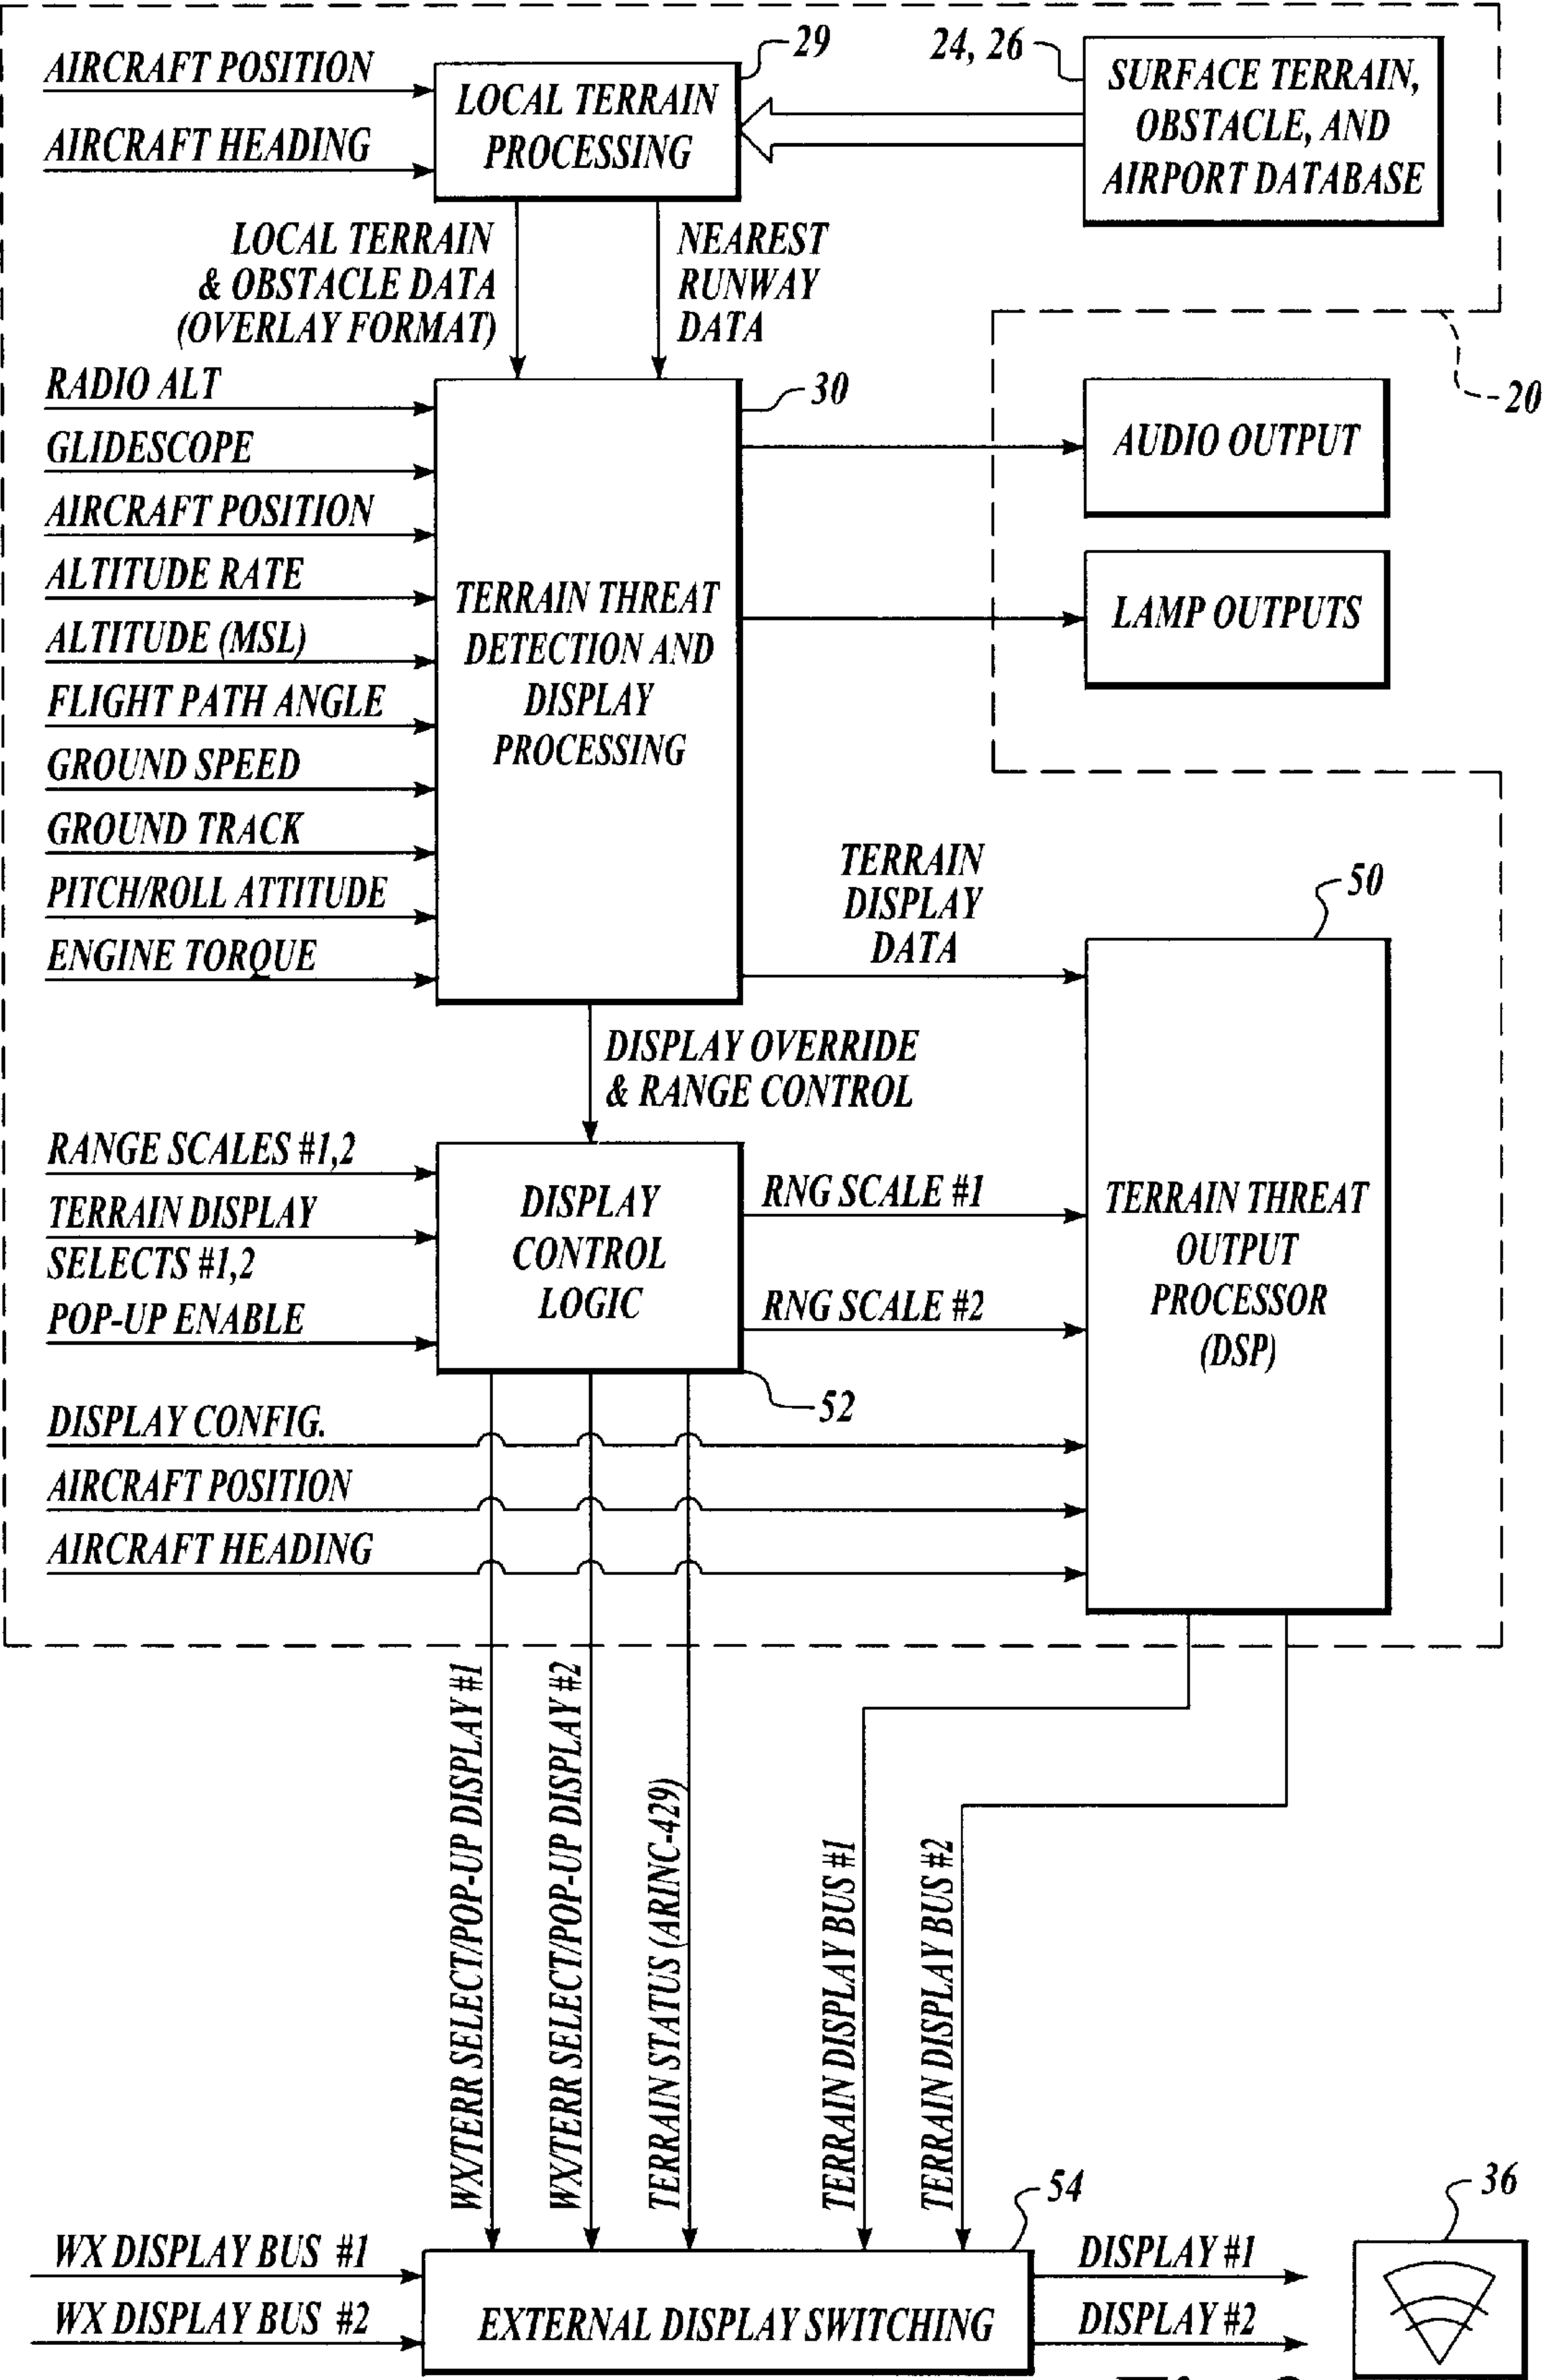 AIRCRAFT POSITION
AIRCRAFT HEADING
29
LOCAL TERRAIN
PROCESSING
24, 26
SURFACE TERRAIN,
OBSTACLE, AND
AIRPORT DATABASE
LOCAL TERRAIN
& OBSTACLE DATA
(OVERLAY FORMAT)
NEAREST
RUNWAY
DATA
20
RADIO ALT
GLIDESCOPE
AIRCRAFT POSITION
ALTITUDE RATE
ALTITUDE (MSL)
FLIGHT PATH ANGLE
GROUND SPEED
GROUND TRACK
PITCH/ROLL ATTITUDE
ENGINE TORQUE
30
TERRAIN THREAT
DETECTION AND
DISPLAY
PROCESSING
AUDIO OUTPUT
LAMP OUTPUTS
TERRAIN
DISPLAY
DATA
50
DISPLAY OVERRIDE
& RANGE CONTROL
RANGE SCALES #1,2
TERRAIN DISPLAY
SELECTS #1,2
POP-UP ENABLE
DISPLAY
CONTROL
LOGIC
RNG SCALE #1
RNG SCALE #2
TERRAIN THREAT
OUTPUT
PROCESSOR
(DSP)
52
DISPLAY CONFIG.
AIRCRAFT POSITION
AIRCRAFT HEADING
WX/TERR SELECT/POP-UP DISPLAY #1
WX/TERR SELECT/POP-UP DISPLAY #2
TERRAIN STATUS (ARINC-429)
TERRAIN DISPLAY BUS #1
TERRAIN DISPLAY BUS #2
54
36
WX DISPLAY BUS #1
WX DISPLAY BUS #2
EXTERNAL DISPLAY SWITCHING
DISPLAY #1
DISPLAY #2